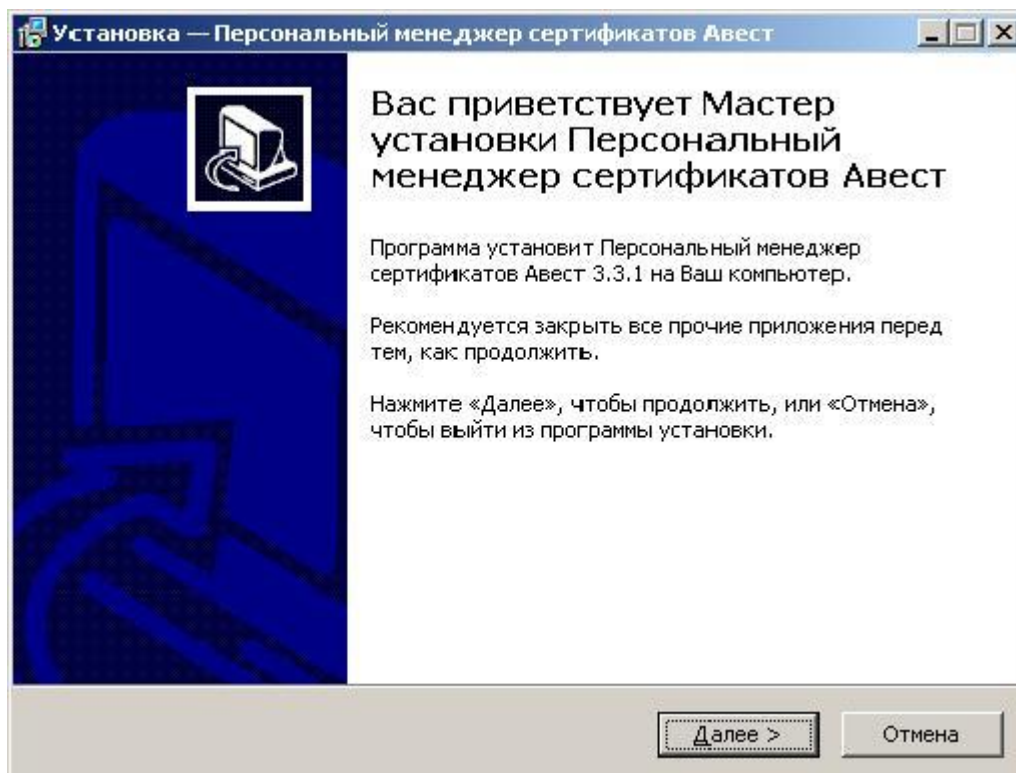 Установка — Персональный менеджер сертификатов Авест
Вас приветствует Мастер
установки Персональный
менеджер сертификатов Авест
Программа установит Персональный менеджер
сертификатов Авест 3.3.1 на Ваш компьютер.
Рекомендуется закрыть все прочие приложения перед
тем, как продолжить.
Нажмите «Далее», чтобы продолжить, или «Отмена»,
чтобы выйти из программы установки.
Далее >
Отмена